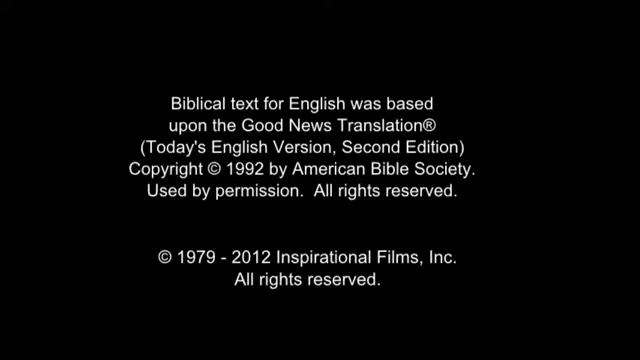 Biblical text for English was based
upon the Good News Translation®
(Today's English Version, Second Edition)
Copyright © 1992 by American Bible Society.
Used by permission.  All rights reserved.
© 1979 - 2012 Inspirational Films, Inc.
All rights reserved.